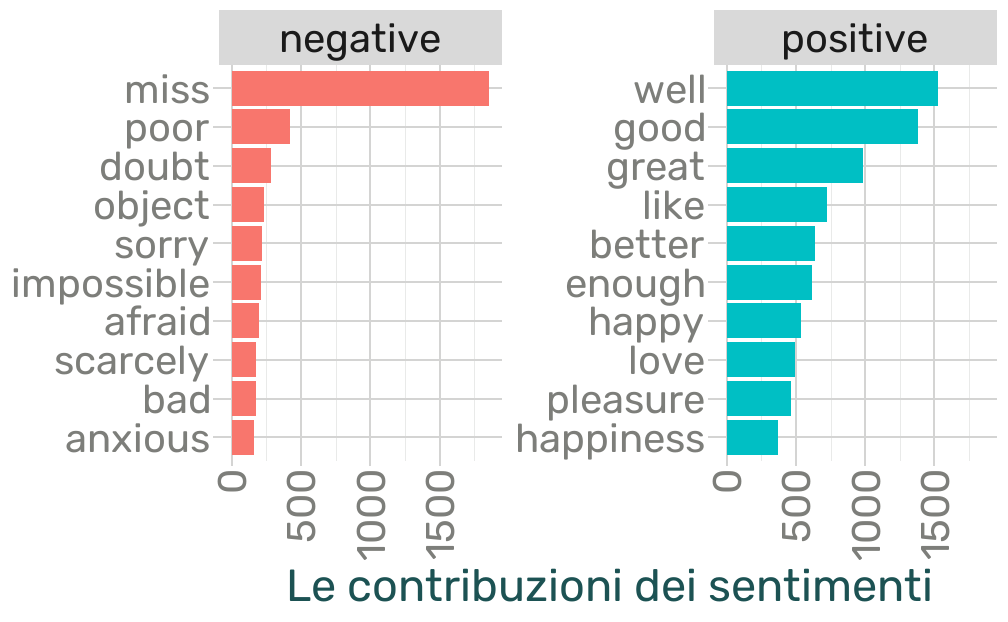 negative
miss
poor
doubt
object
sorry
impossible
afraid
scarcely
bad
anxious
0
500
1000
1500
positive
well
good
great
like
better
enough
happy
love
pleasure
happiness
0
500
1000
1500
Le contribuzioni dei sentimenti